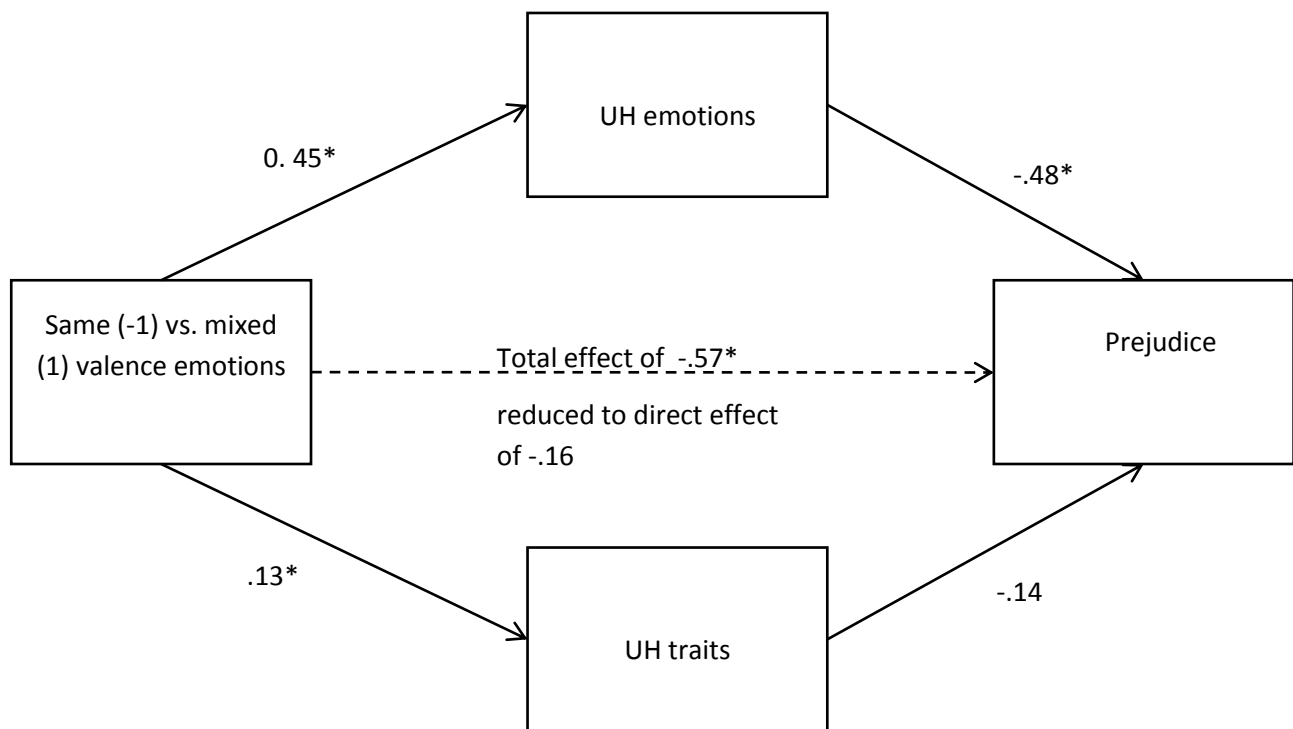 UH emotions
0. 45*
-.48*
Same (-1) vs. mixed
(1) valence emotions
Total effect of  -.57*
reduced to direct effect
of -.16
Prejudice
.13*
-.14
UH traits